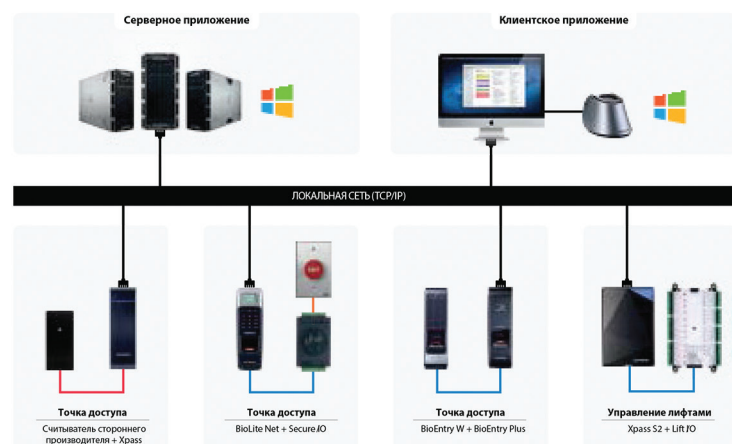 Серверное приложение
Клиентское приложение
ЛОКАЛЬНАЯ СЕТЬ (TCP/IP)
EXIT
Точка доступа
Считыватель стороннего
производителя + Xpass
Точка доступа
BioLite Net + Secure I/O
Точка доступа
BioEntry W + BioEntry Plus
Управление лифтами
Xpass S2 + Lift I/O